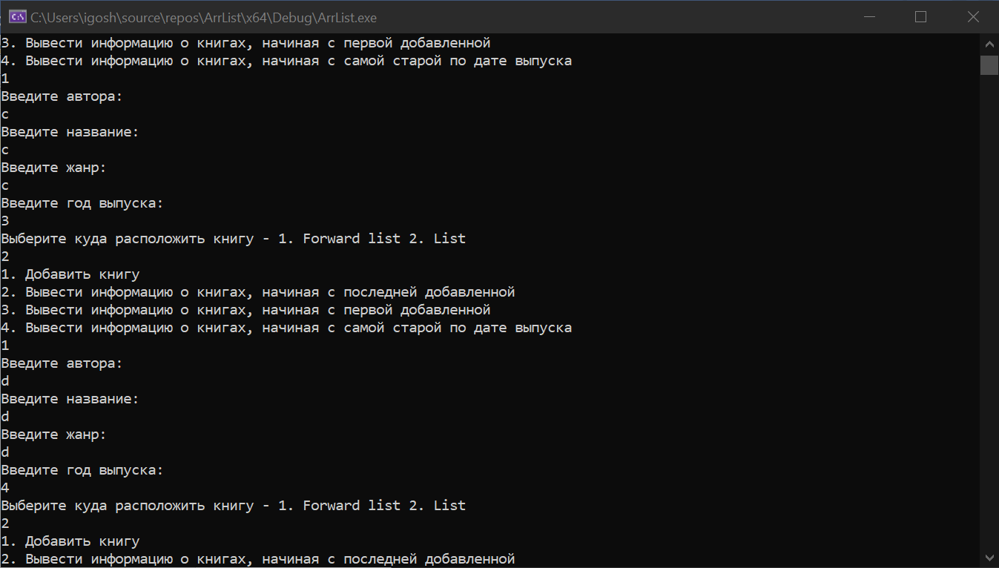 C:\Users\igosh\source\repos\ArrList\x64\Debug\ArrList.exe
3. Вывести информацию о книгах, начиная с первой добавленной
4. Вывести информацию о книгах, начиная с самой старой по дате выпуска
1
Введите автора:
c
Введите название:
c
Введите жанр:
c
Введите год выпуска:
3
Выберите куда расположить книгу - 1. Forward list 2. List
2
1. Добавить книгу
2. Вывести информацию о книгах, начиная с последней добавленной
3. Вывести информацию о книгах, начиная с первой добавленной
4. Вывести информацию о книгах, начиная с самой старой по дате выпуска
1
Введите автора:
d
Введите название:
d
Введите жанр:
d
Введите год выпуска:
4
Выберите куда расположить книгу - 1. Forward list 2. List
2
1. Добавить книгу
2. Вывести информацию о книгах, начиная с последней добавленной